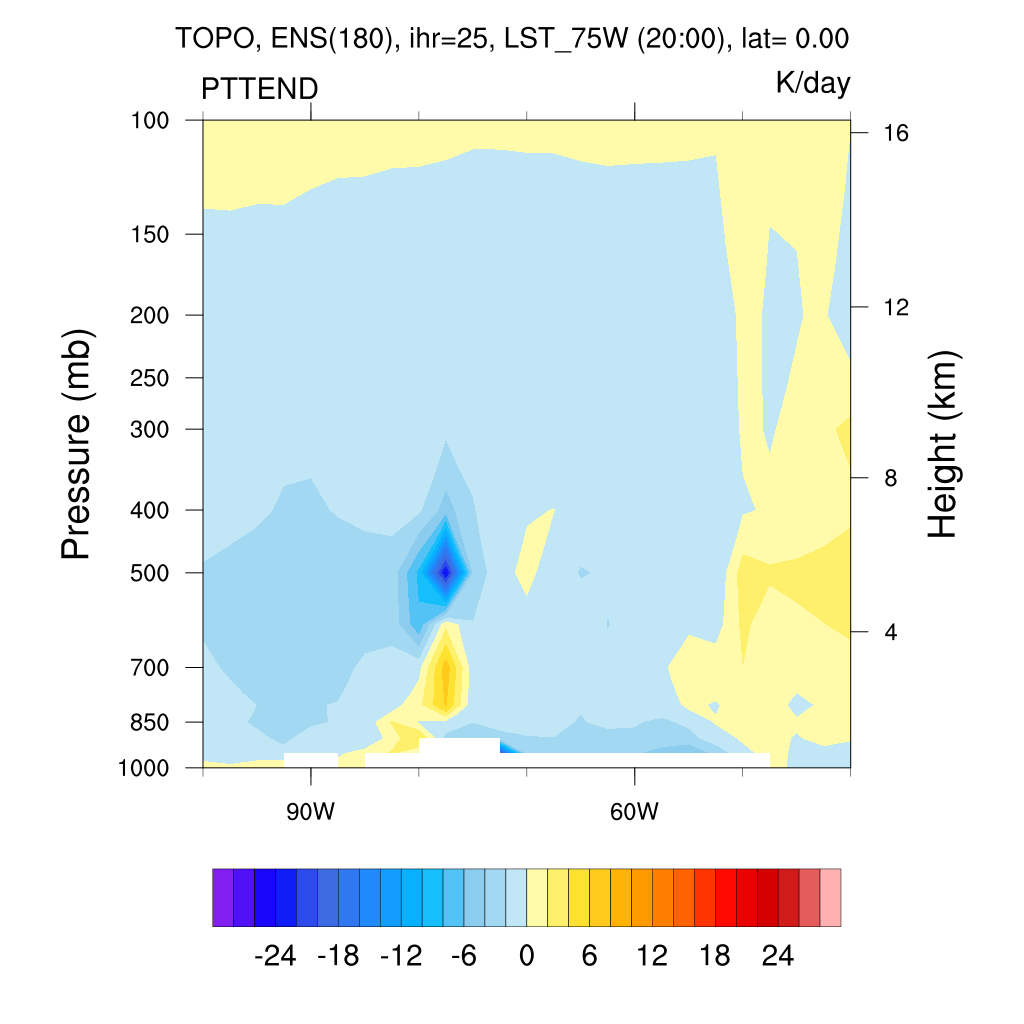 TOPO, ENS(180), ihr=25, LST_75W (20:00), lat= 0.00
PTTEND K/day
100
150
200
250
300
400
500
700
850
1000
Pressure (mb)
16
12
8
4
Height (km)
90W 60W
-24 -18 -12 -6 0 6 12 18 24